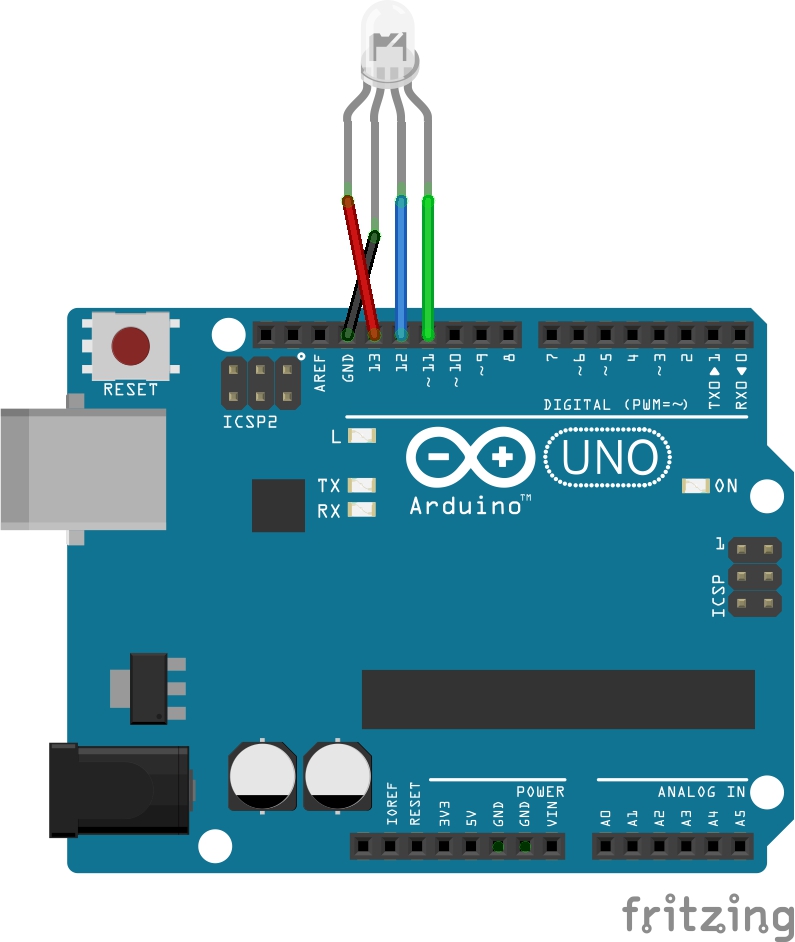 RESET
ICSP2
AREF
GND
13
12
~11
~10
~9
8
7
~6
~5
4
~3
2
TX0▶1
RX0◀0
DIGITAL (PWM=~)
L
TX
RX
Arduino™
UNO
ON
1
ICSP
IOREF
RESET
3V3
5V
GND
GND
VIN
POWER
ANALOG IN
A0
A1
A2
A3
A4
A5
fritzing